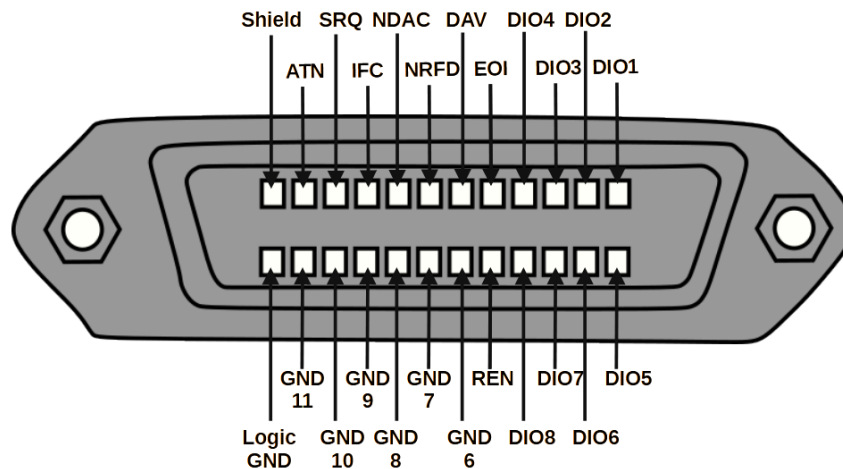 Shield SRQ NDAC DAV DIO4 DIO2
ATN IFC NRFD EOI DIO3 DIO1
GND 11 GND 9 GND 7 REN DIO7 DIO5
Logic GND GND 10 GND 8 GND 6 DIO8 DIO6